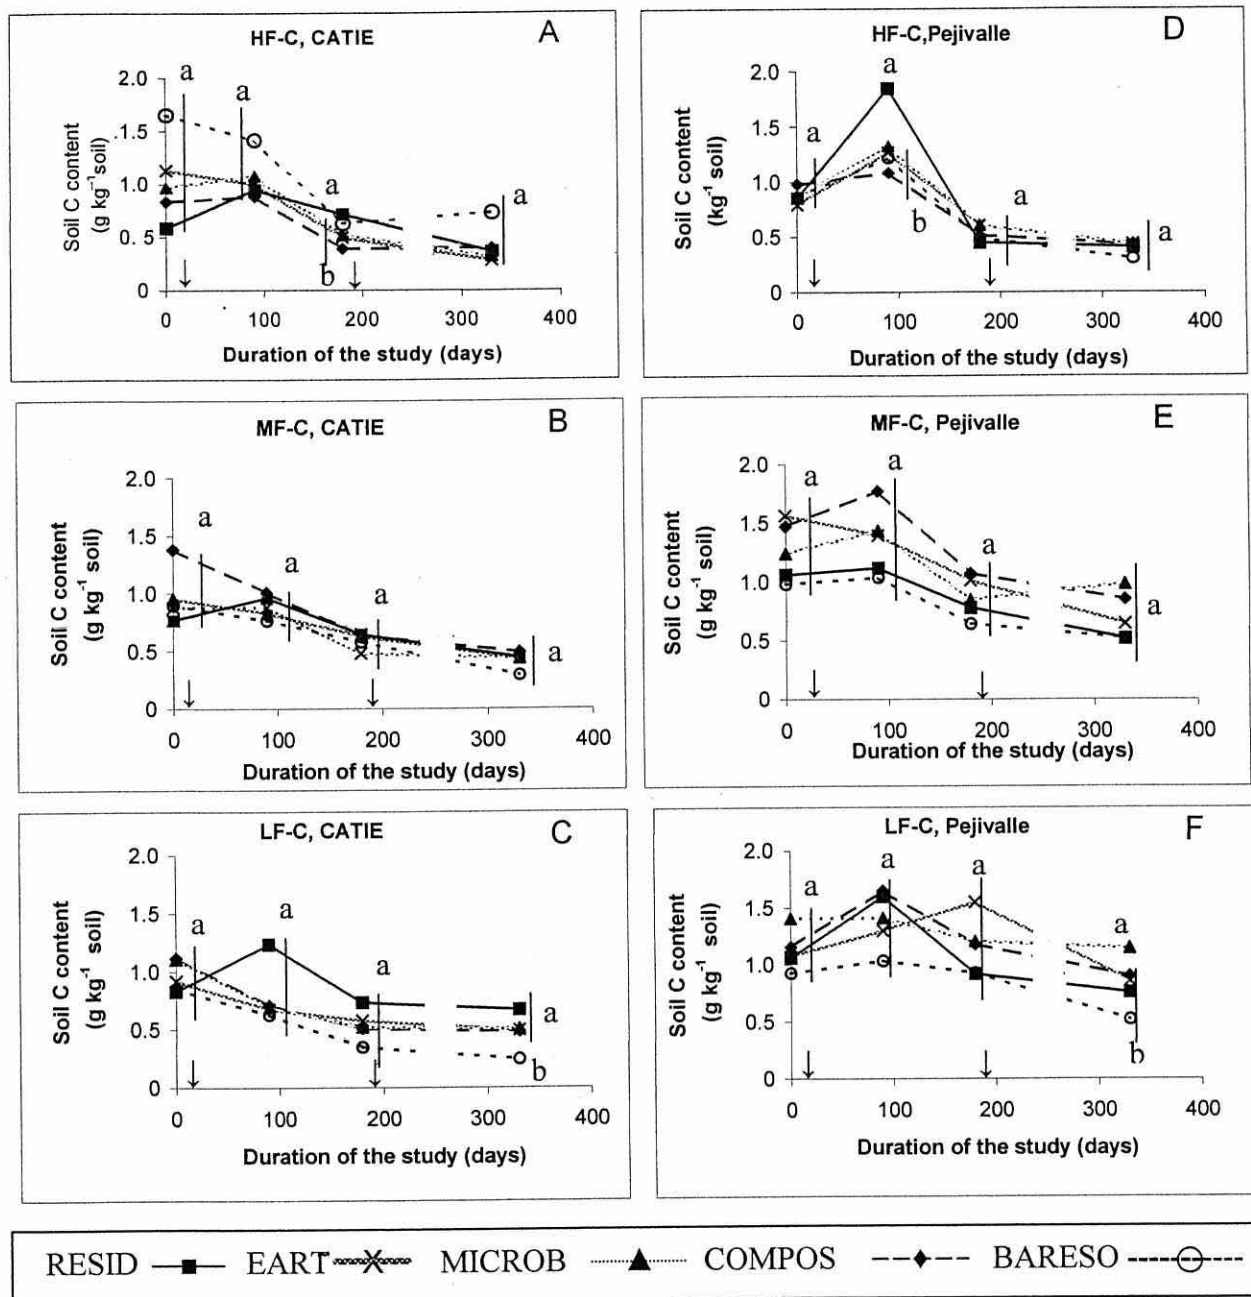 HF-C, CATIE
A
Soil C content
(g kg⁻¹soil)
2.0
.5
1.0
0.5
0
a
a
a
a
b
↓
↓
0
100
200
300
400
Duration of the study (days)
HF-C,Pejivalle
D
Soil C content
(kg⁻¹ soil)
2.0
1.5
1.0
0.5
0
a
a
b
a
a
↓
↓
0
100
200
300
400
Duration of the study (days)
MF-C, CATIE
B
Soil C content
(g kg⁻¹ soil)
2.0
1.5
1.0
0.5
0
a
a
a
a
↓
↓
0
100
200
300
400
Duration of the study (days)
MF-C, Pejivalle
E
Soil C content
(g kg⁻¹ soil)
2.0
1.5
1.0
0.5
0
a
a
a
a
↓
↓
0
100
200
300
400
Duration of the study (days)
LF-C, CATIE
C
Soil C content
(g kg⁻¹ soil)
2.0
1.5
1.0
0.5
0
a
a
a
a
b
↓
↓
0
100
200
300
400
Duration of the study (days)
LF-C, Pejivalle
F
Soil C content
(g kg⁻¹ soil)
2.0
1.5
1.0
0.5
0
a
a
a
a
b
↓
↓
0
100
200
300
400
Duration of the study (days)
RESID EART MICROB COMPOS BARESO